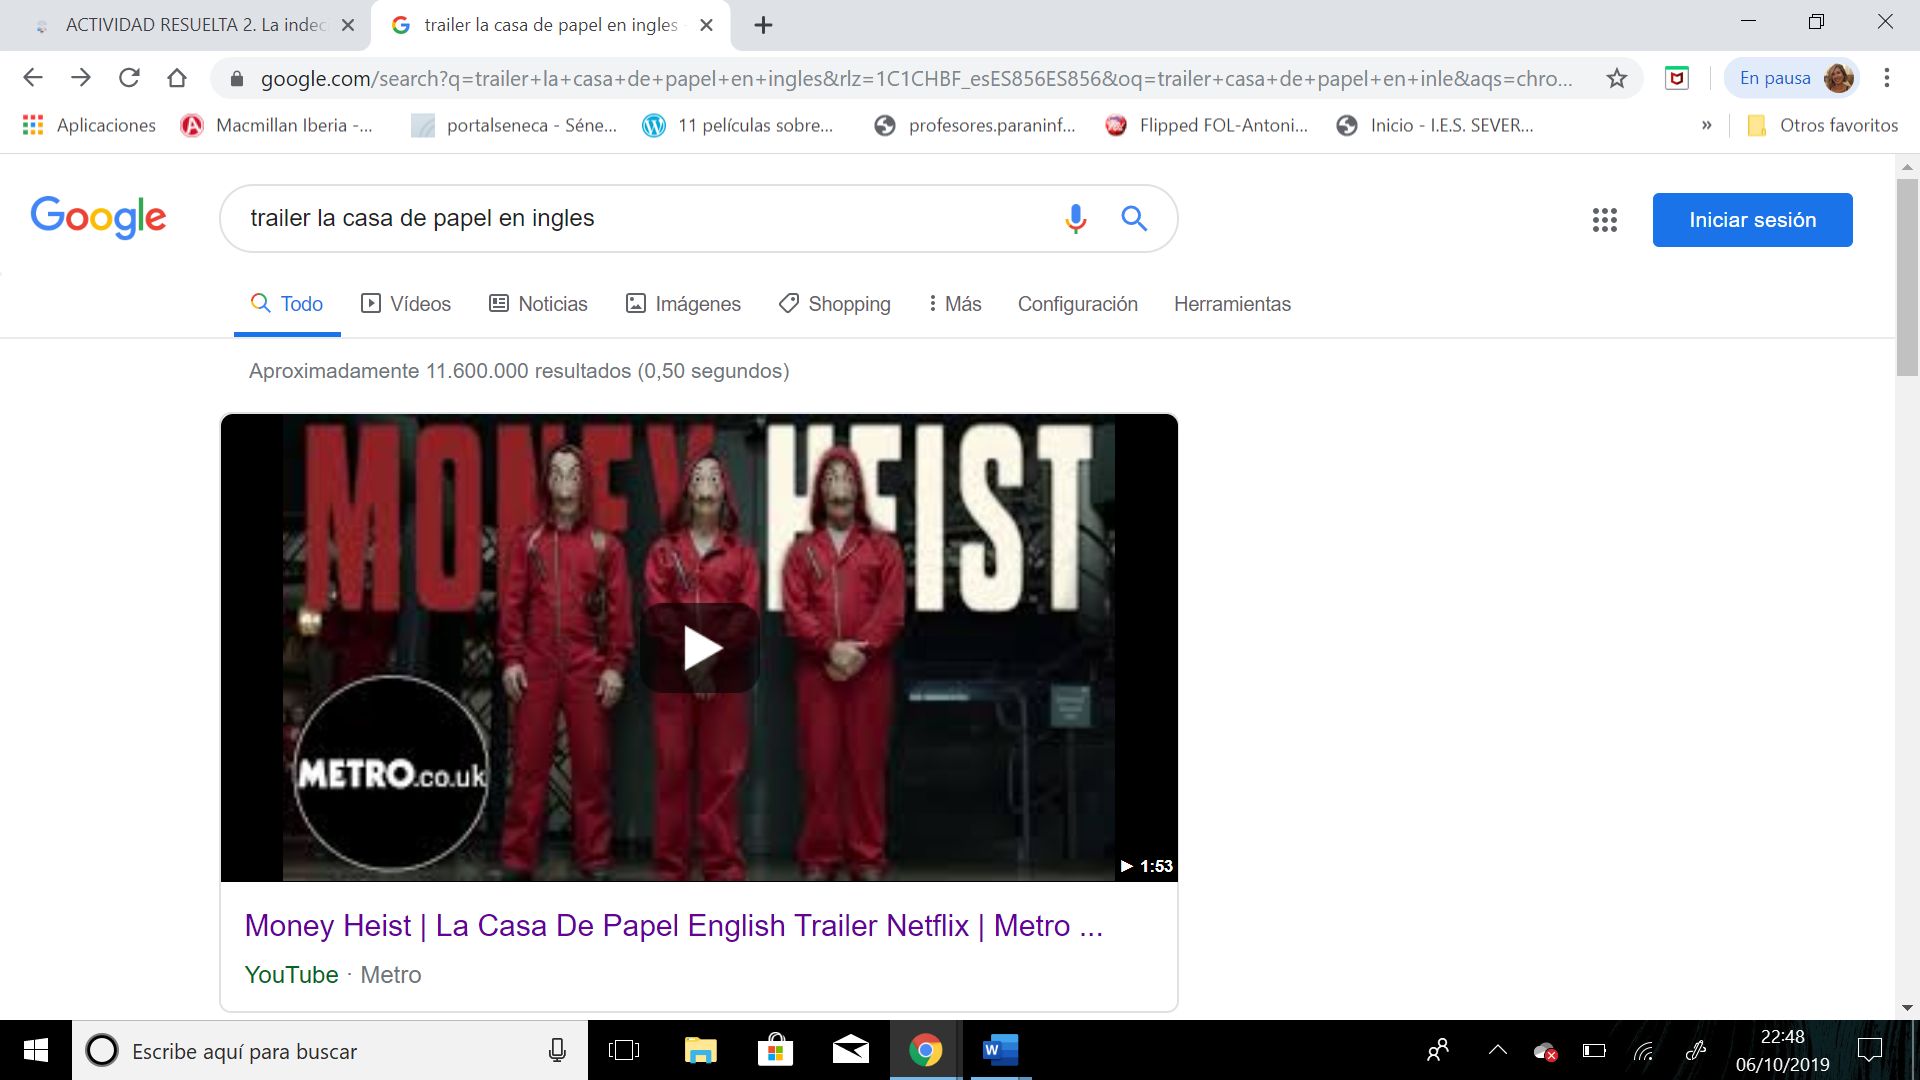 ACTIVIDAD RESUELTA 2. La indec
trailer la casa de papel en ingles
google.com/search?q=trailer+la+casa+de+papel+en+ingles&rlz=1C1CHBF_esES856ES856&oq=trailer+casa+de+papel+en+inle&aqs=chro...
En pausa
Aplicaciones
Macmillan Iberia -...
portalseneca - Séne...
11 películas sobre...
profesores.paraninf...
Flipped FOL-Antoni...
Inicio - I.E.S. SEVER...
»
Otros favoritos
Google
trailer la casa de papel en ingles
Iniciar sesión
Todo
Vídeos
Noticias
Imágenes
Shopping
Más
Configuración
Herramientas
Aproximadamente 11.600.000 resultados (0,50 segundos)
MONEY HEIST
METRO.co.uk
1:53
Money Heist | La Casa De Papel English Trailer Netflix | Metro ...
YouTube · Metro
Escribe aquí para buscar
W
22:48
06/10/2019